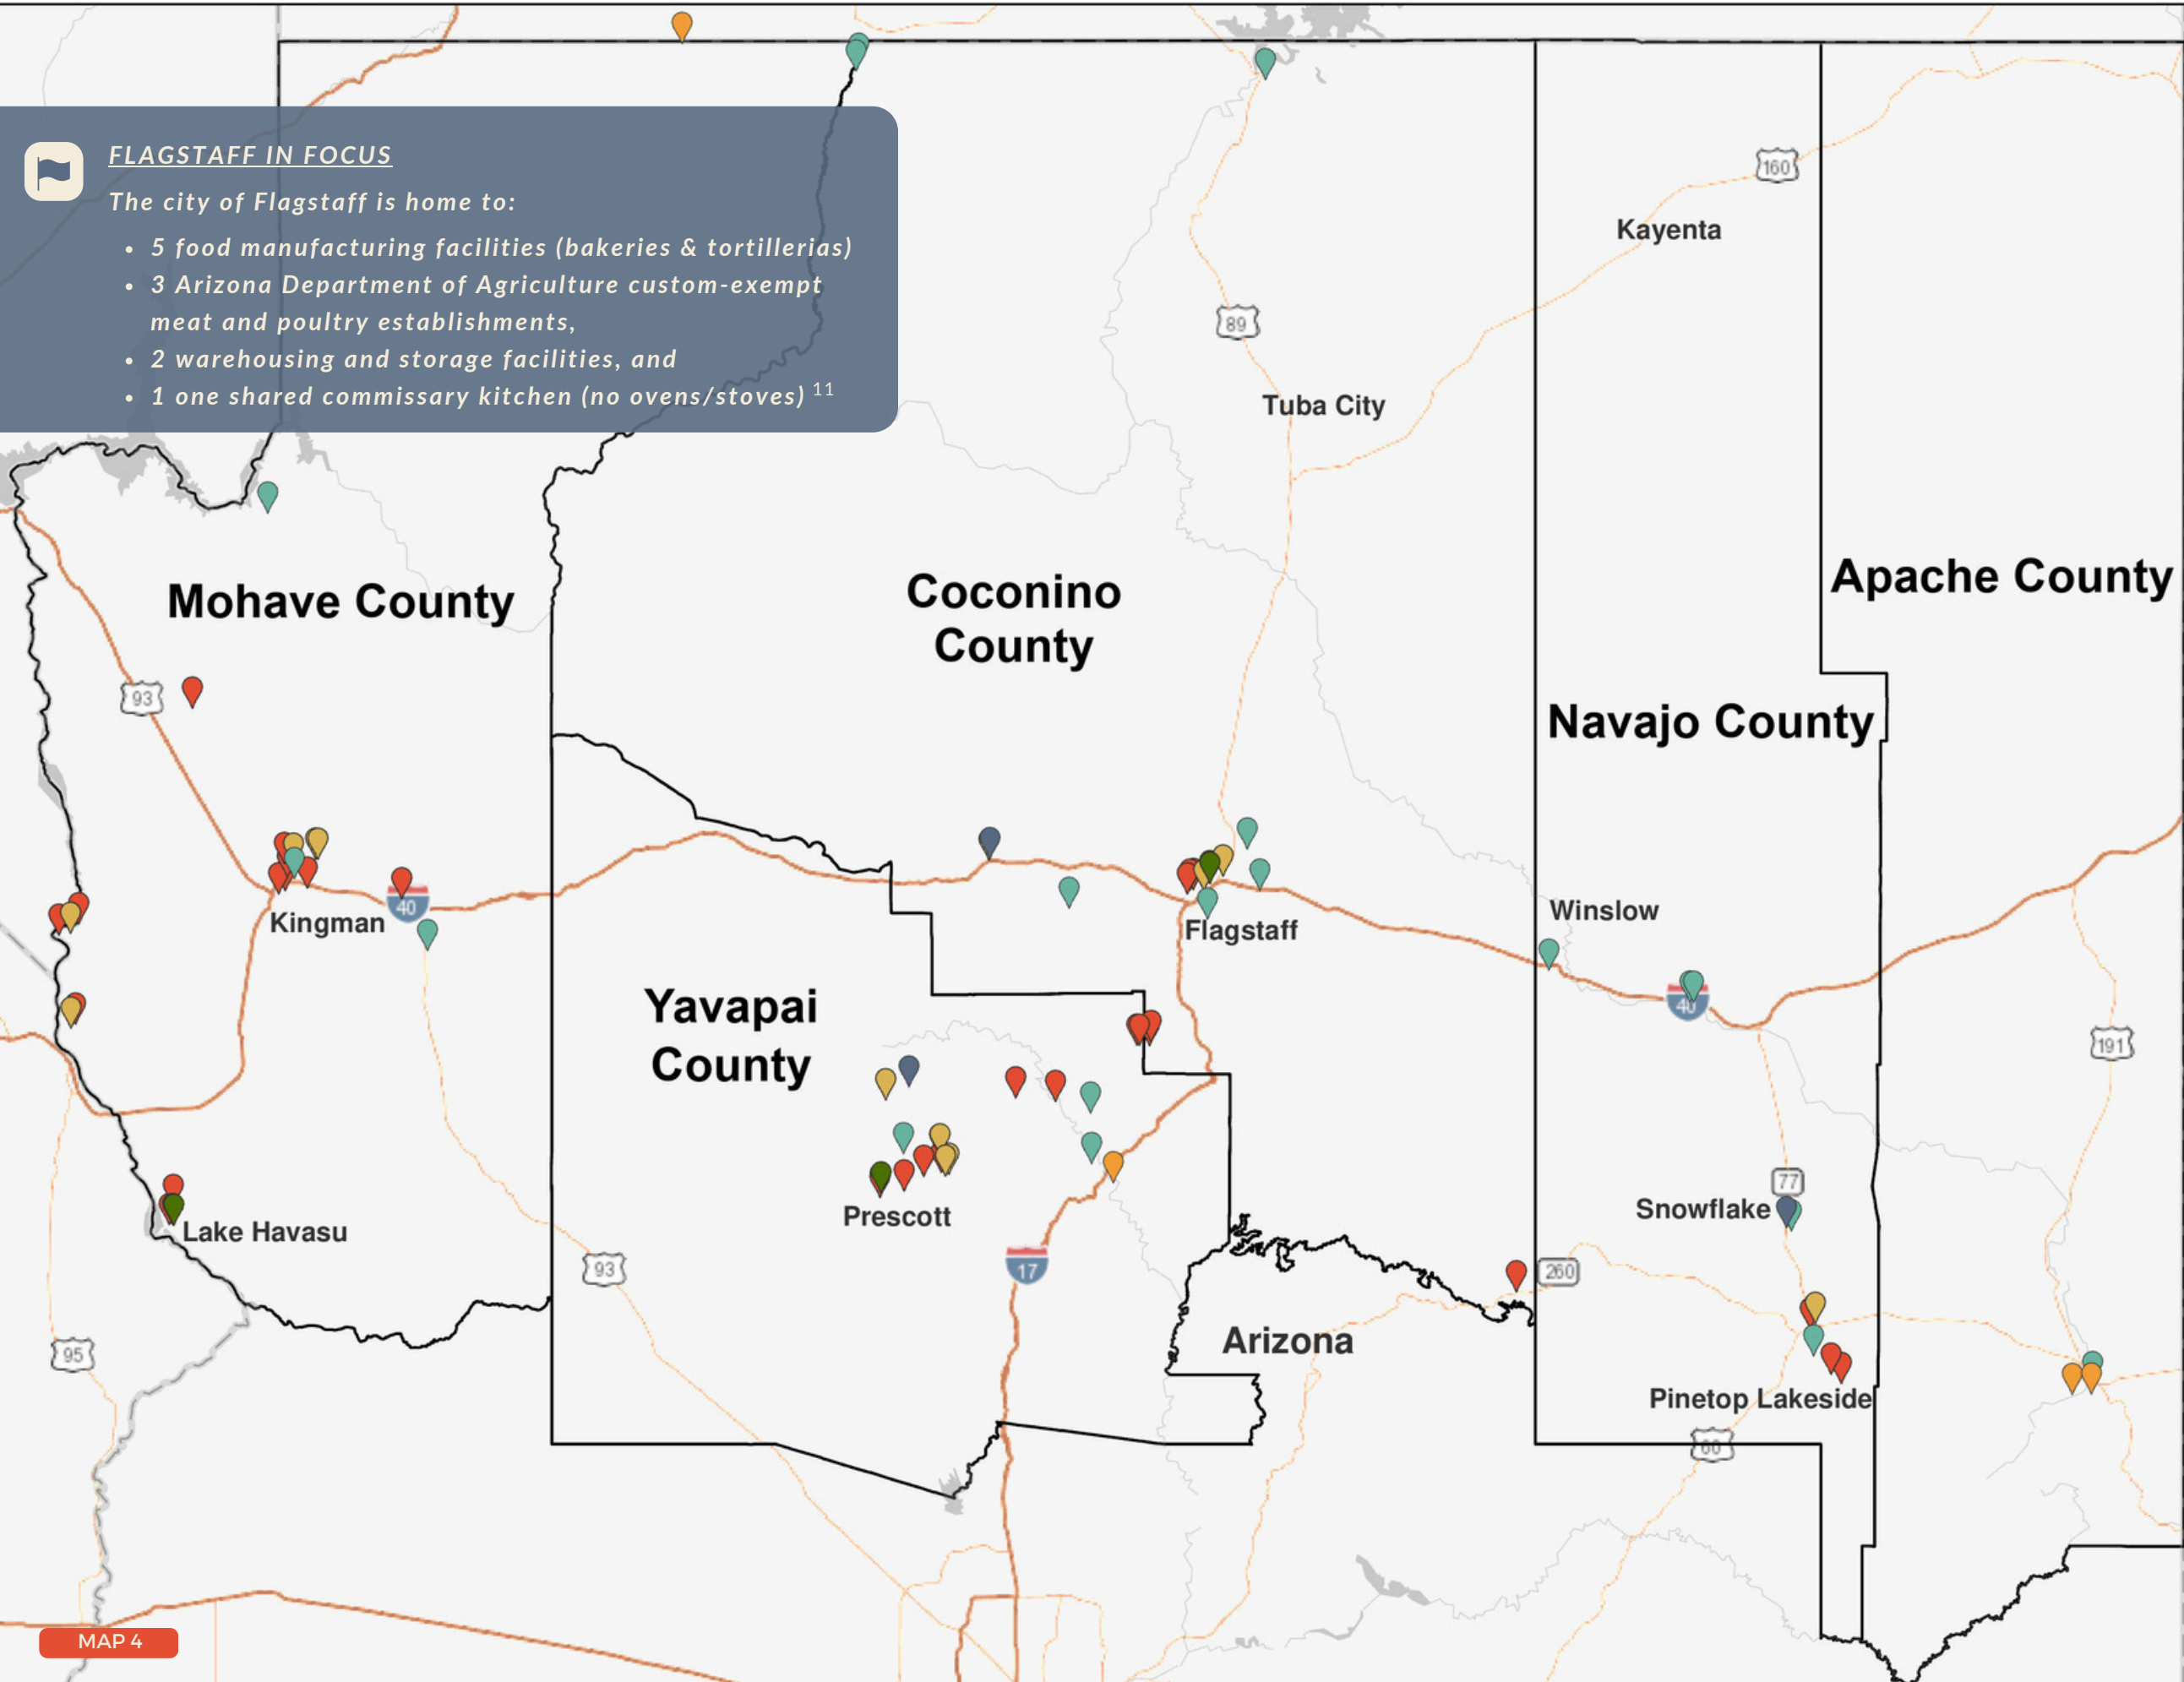 FLAGSTAFF IN FOCUS
The city of Flagstaff is home to:
• 5 food manufacturing facilities (bakeries & tortillerias)
• 3 Arizona Department of Agriculture custom-exempt
meat and poultry establishments,
• 2 warehousing and storage facilities, and
• 1 one shared commissary kitchen (no ovens/stoves) 11
160
Kayenta
89
Tuba City
Mohave County
Coconino
County
Apache County
93
Navajo County
40
Kingman
Flagstaff
Winslow
40
Yavapai
County
191
77
Snowflake
Prescott
Lake Havasu
93
17
260
Arizona
95
Pinetop Lakeside
60
MAP 4